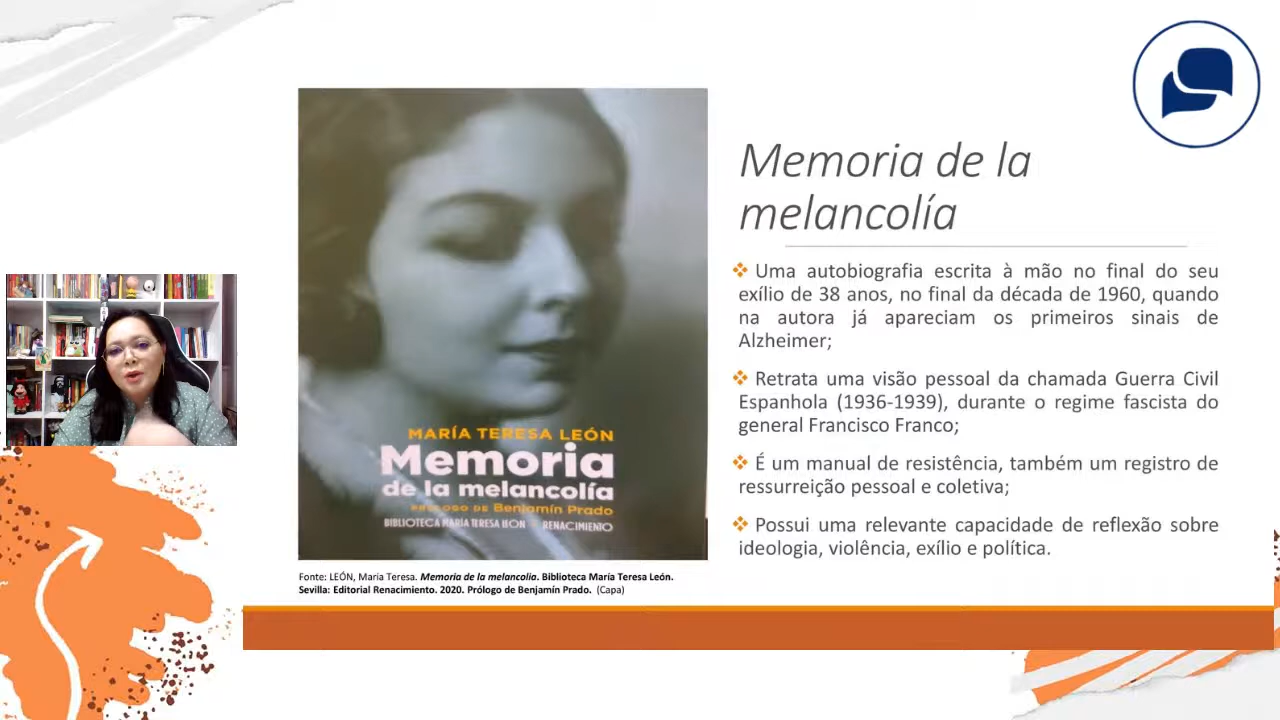 Memoria de la
melancolía
MARÍA TERESA LEÓN
Memoria
de la melancolía
PRÓLOGO DE Benjamín Prado
BIBLIOTECA MARÍA TERESA LEÓN RENACIMIENTO
Fonte: LEÓN, María Teresa. Memoria de la melancolia. Biblioteca María Teresa León.
Sevilla: Editorial Renacimiento. 2020. Prólogo de Benjamín Prado. (Capa)
❖ Uma autobiografia escrita à mão no final do seu
exílio de 38 anos, no final da década de 1960, quando
na autora já apareciam os primeiros sinais de
Alzheimer;
❖ Retrata uma visão pessoal da chamada Guerra Civil
Espanhola (1936-1939), durante o regime fascista do
general Francisco Franco;
❖ É um manual de resistência, também um registro de
ressurreição pessoal e coletiva;
❖ Possui uma relevante capacidade de reflexão sobre
ideologia, violência, exílio e política.